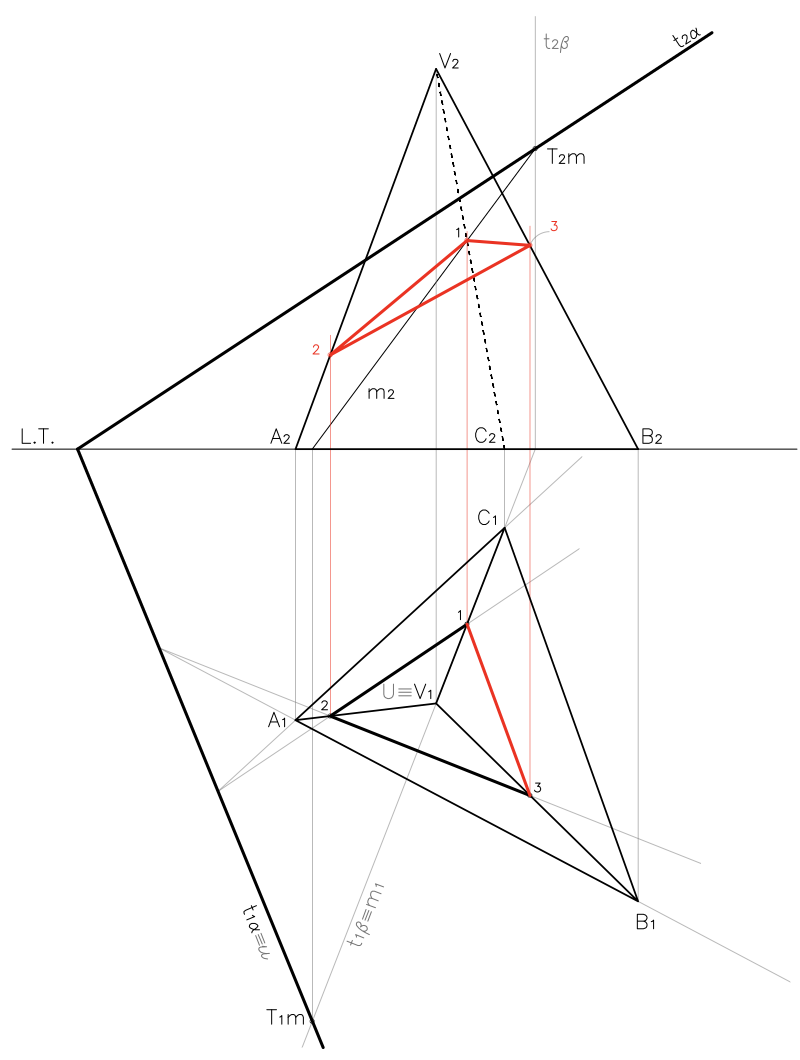 t2β
t2α
V2
T2m
1
3
2
m2
L.T.
A2
C2
B2
C1
1
U≡V1
2
A1
3
t1α≡u
t1β≡m1
B1
T1m